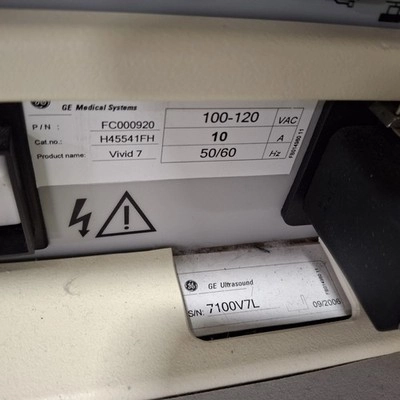 GE Medical Systems
P/N : FC000920
Cat.no.: H45541FH
Product name: Vivid 7
100-120 VAC
10 A
50/60 Hz
GE Ultrasound
S/N: 7100V7L
09/2006